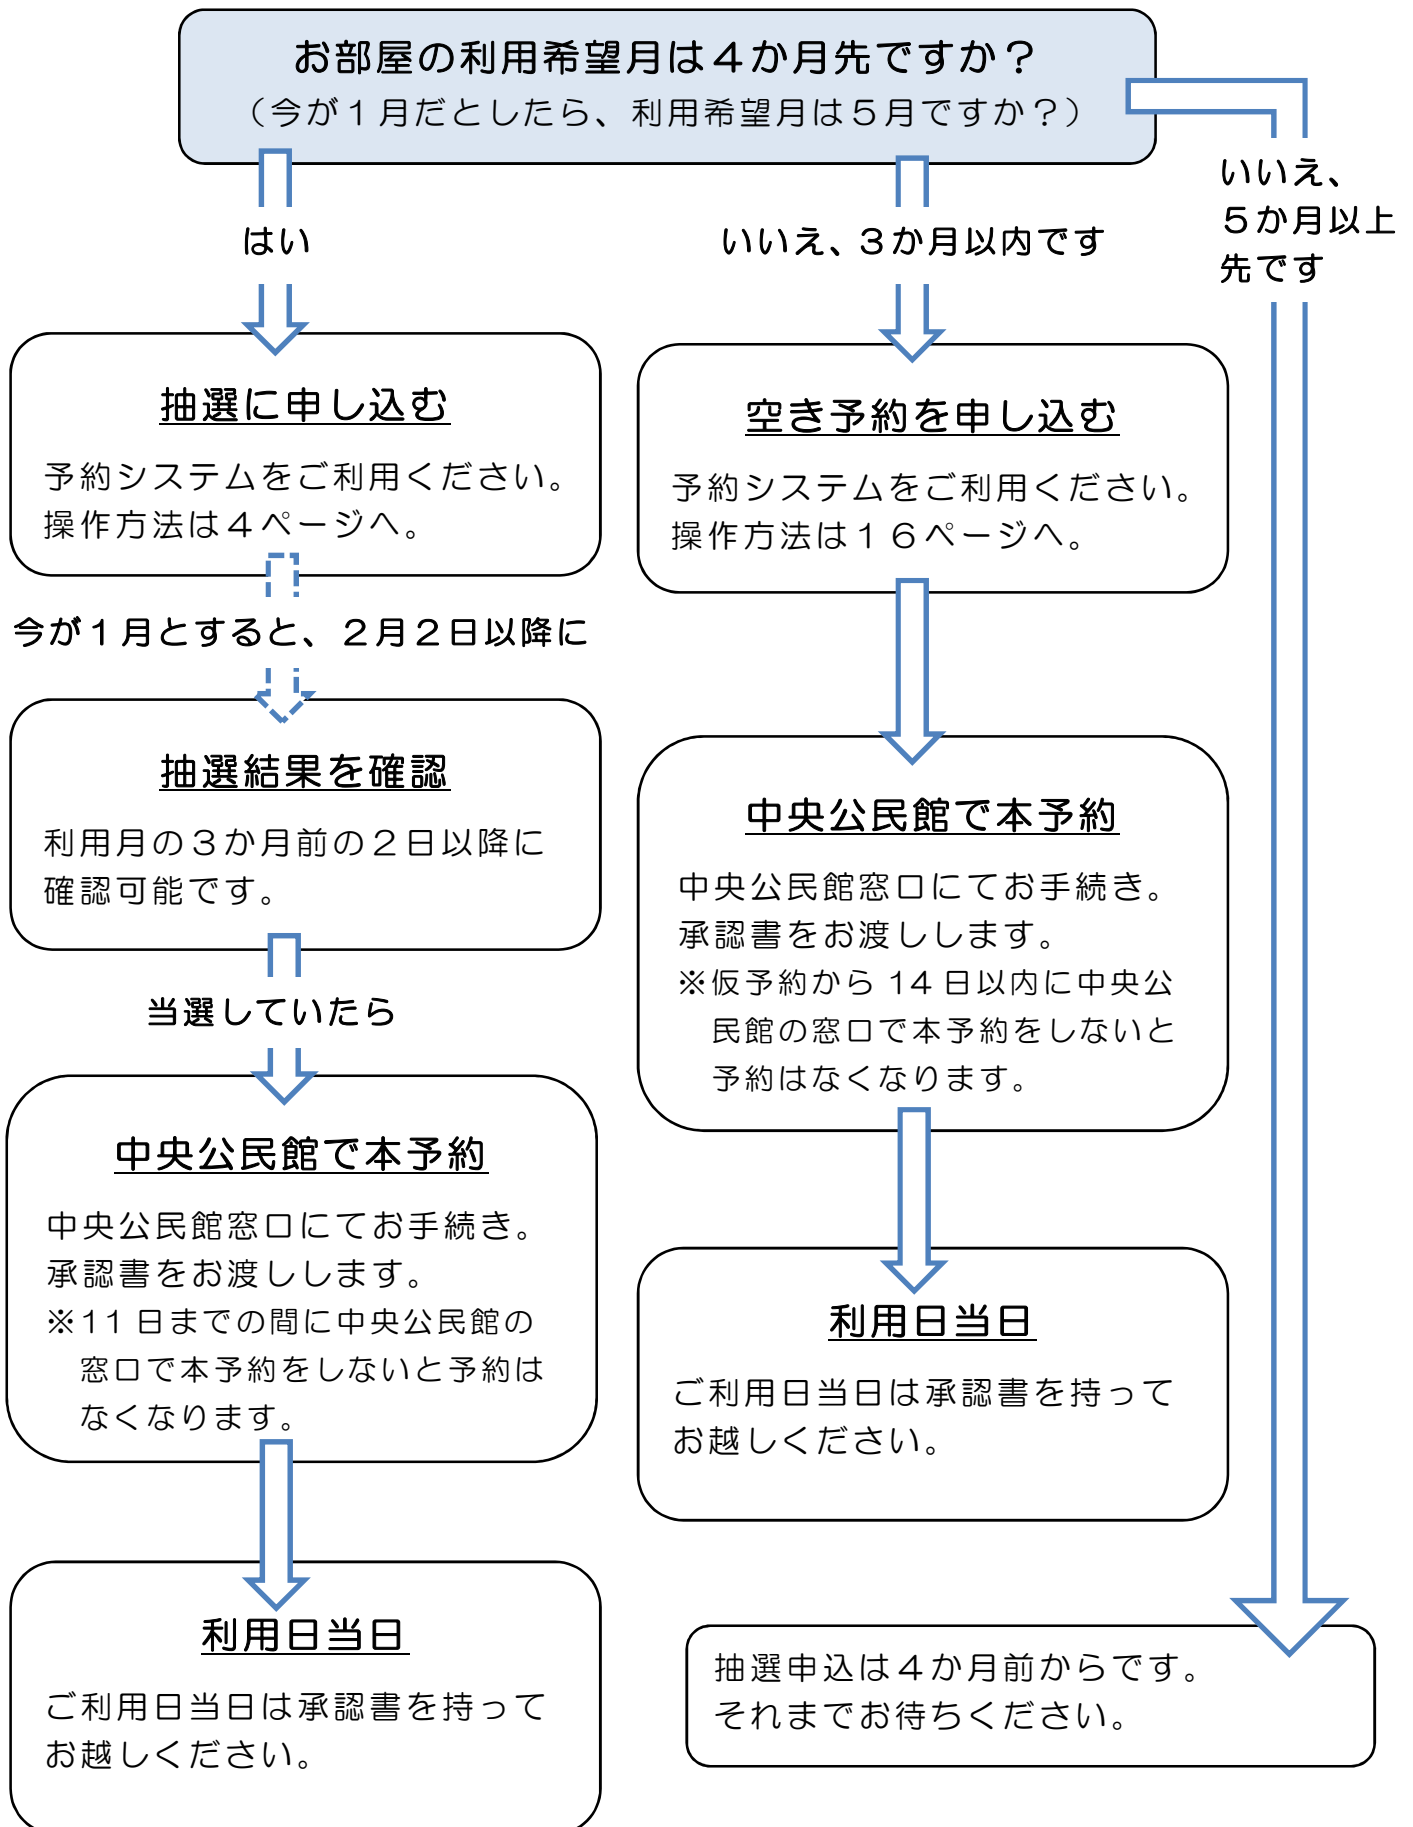 お部屋の利用希望月は４か月先ですか？
（今が１月だとしたら、利用希望月は５月ですか？）
はい
いいえ、３か月以内です
いいえ、
５か月以上
先です
抽選に申し込む
予約システムをご利用ください。
操作方法は４ページへ。
今が１月とすると、２月２日以降に
抽選結果を確認
利用月の３か月前の２日以降に
確認可能です。
当選していたら
中央公民館で本予約
中央公民館窓口にてお手続き。
承認書をお渡しします。
※11 日までの間に中央公民館の
窓口で本予約をしないと予約は
なくなります。
利用日当日
ご利用日当日は承認書を持って
お越しください。
空き予約を申し込む
予約システムをご利用ください。
操作方法は１６ページへ。
中央公民館で本予約
中央公民館窓口にてお手続き。
承認書をお渡しします。
※仮予約から 14 日以内に中央公
民館の窓口で本予約をしないと
予約はなくなります。
利用日当日
ご利用日当日は承認書を持って
お越しください。
抽選申込は４か月前からです。
それまでお待ちください。